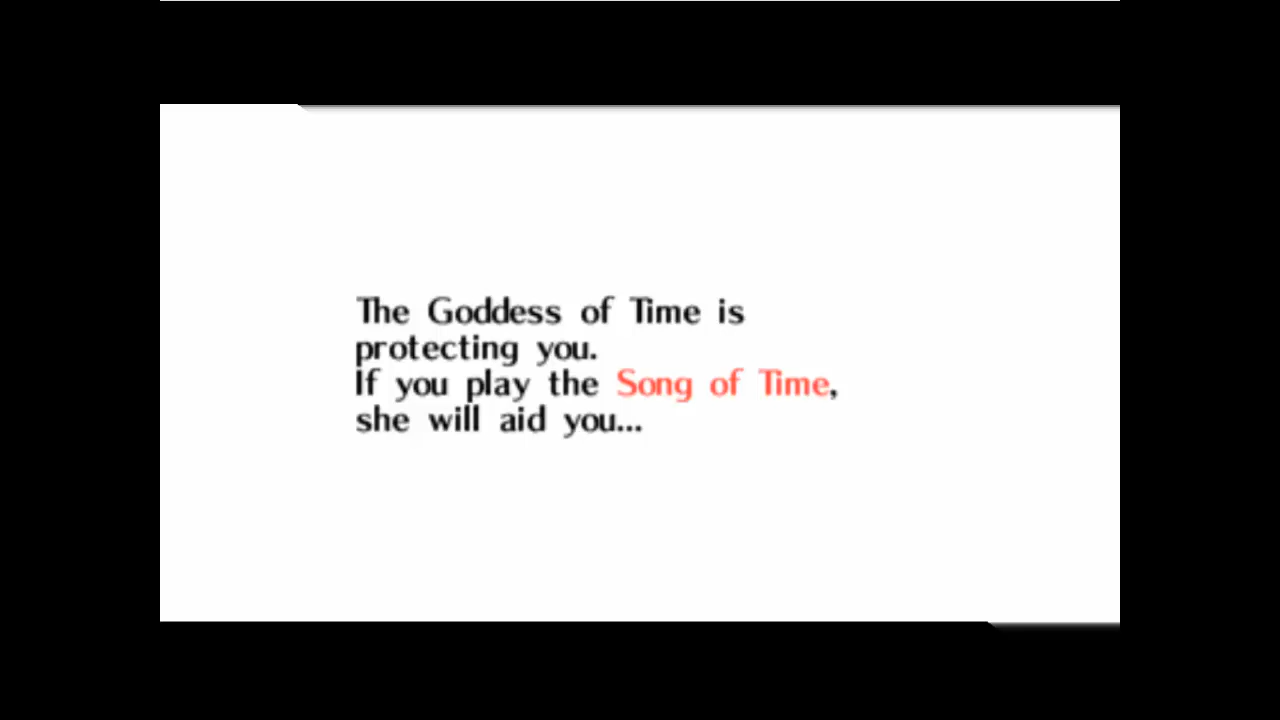 The Goddess of Time is
protecting you.
If you play the Song of Time,
she will aid you...